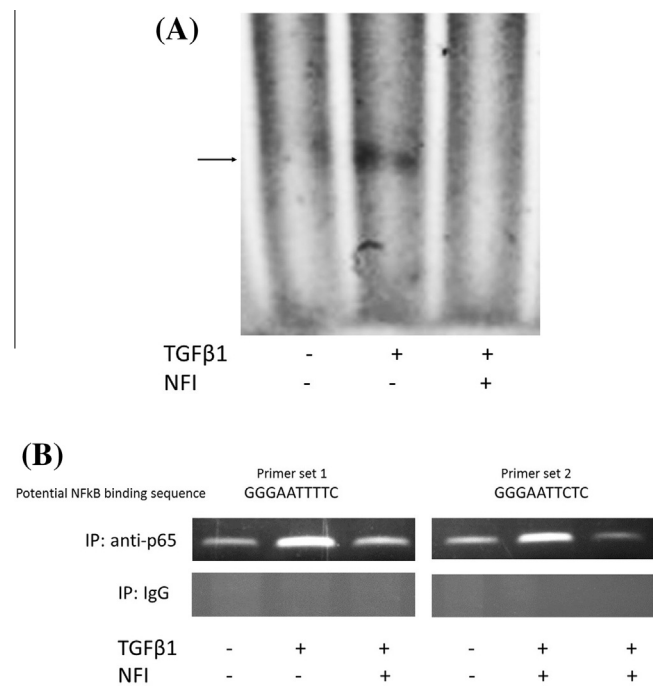 (A)
TGFβ1 - + +
NFI - - +
(B)
Primer set 1 Primer set 2
Potential NFkB binding sequence GGGAATTTTC GGGAATTCTC
IP: anti-p65
IP: IgG
TGFβ1 - + + - + +
NFI - - + - + +